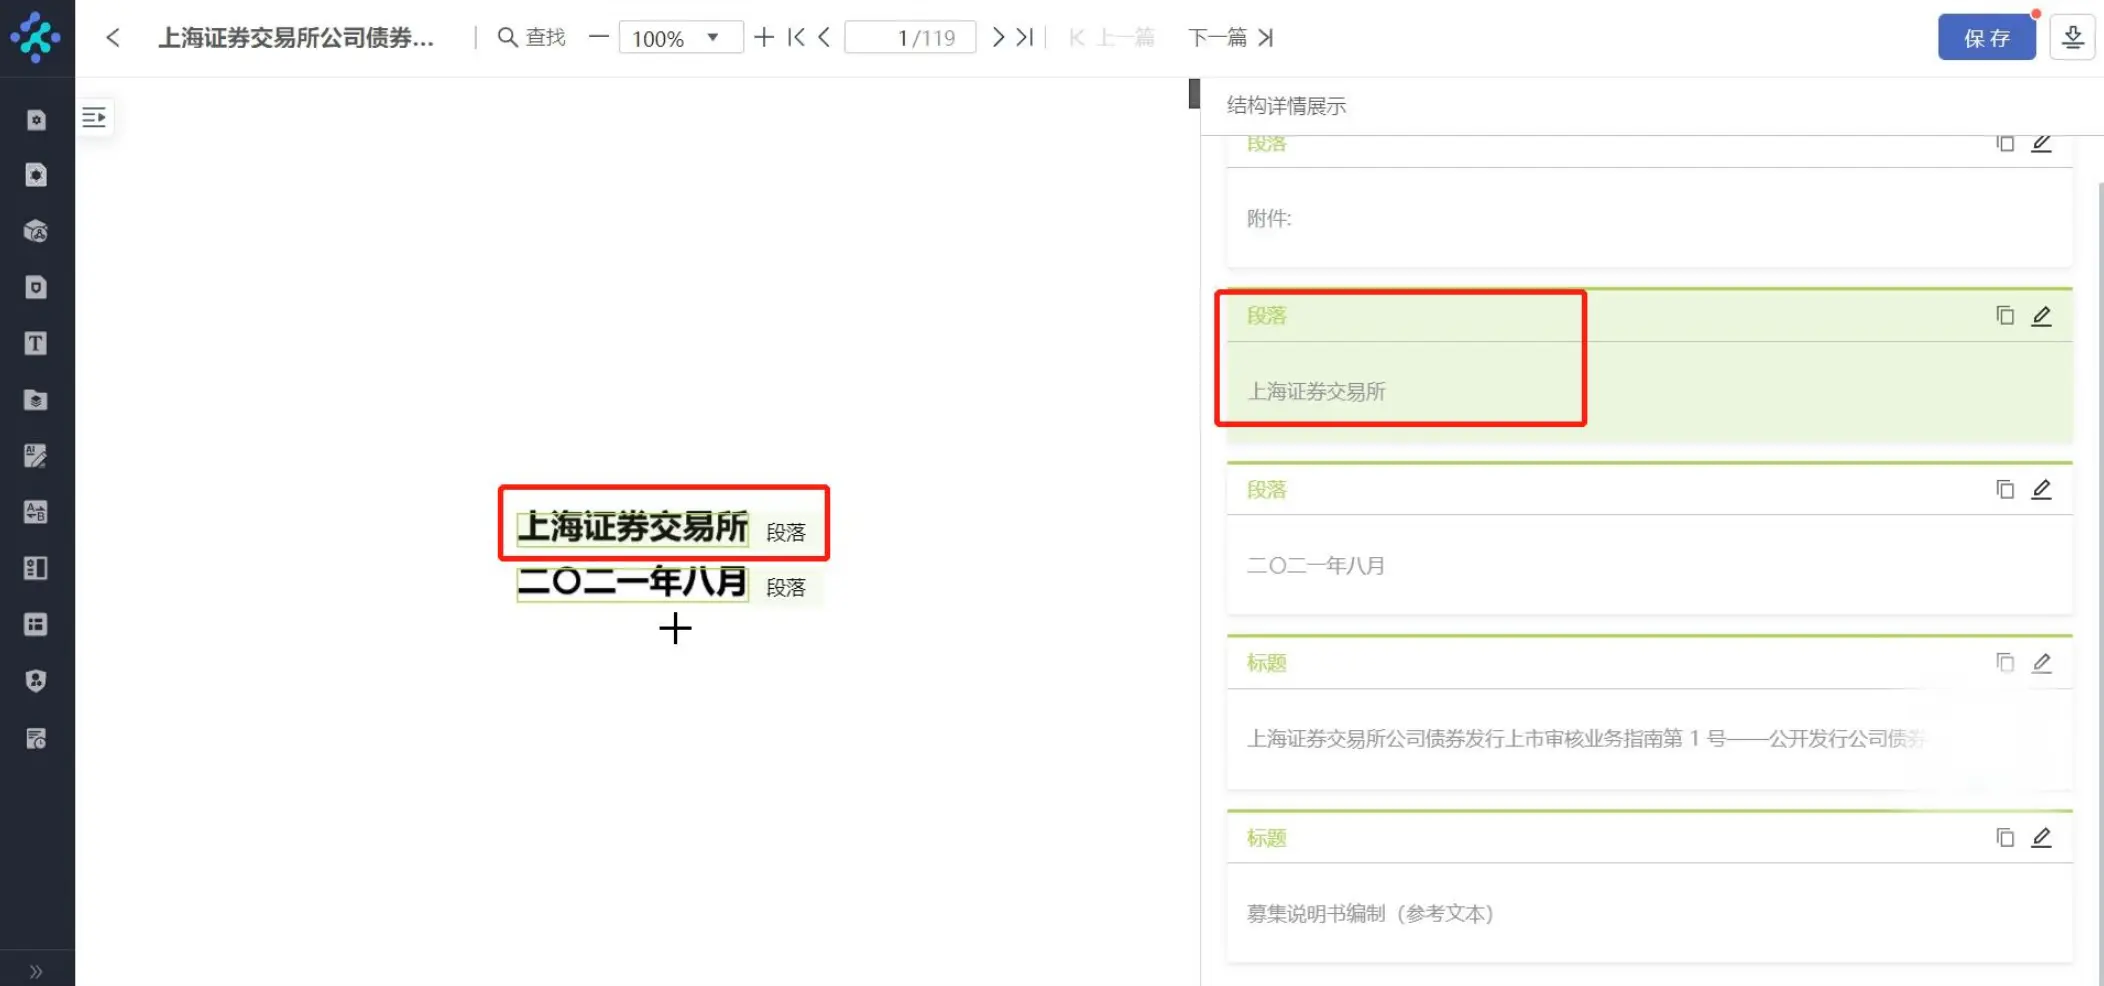 上海证券交易所公司债券...
查找
100%
1/119
上一篇
下一篇
保存
结构详情展示
段落
附件:
段落
上海证券交易所
段落
二〇二一年八月
标题
上海证券交易所公司债券发行上市审核业务指南第 1 号——公开发行公司债券
标题
募集说明书编制（参考文本）
上海证券交易所 段落
二〇二一年八月 段落